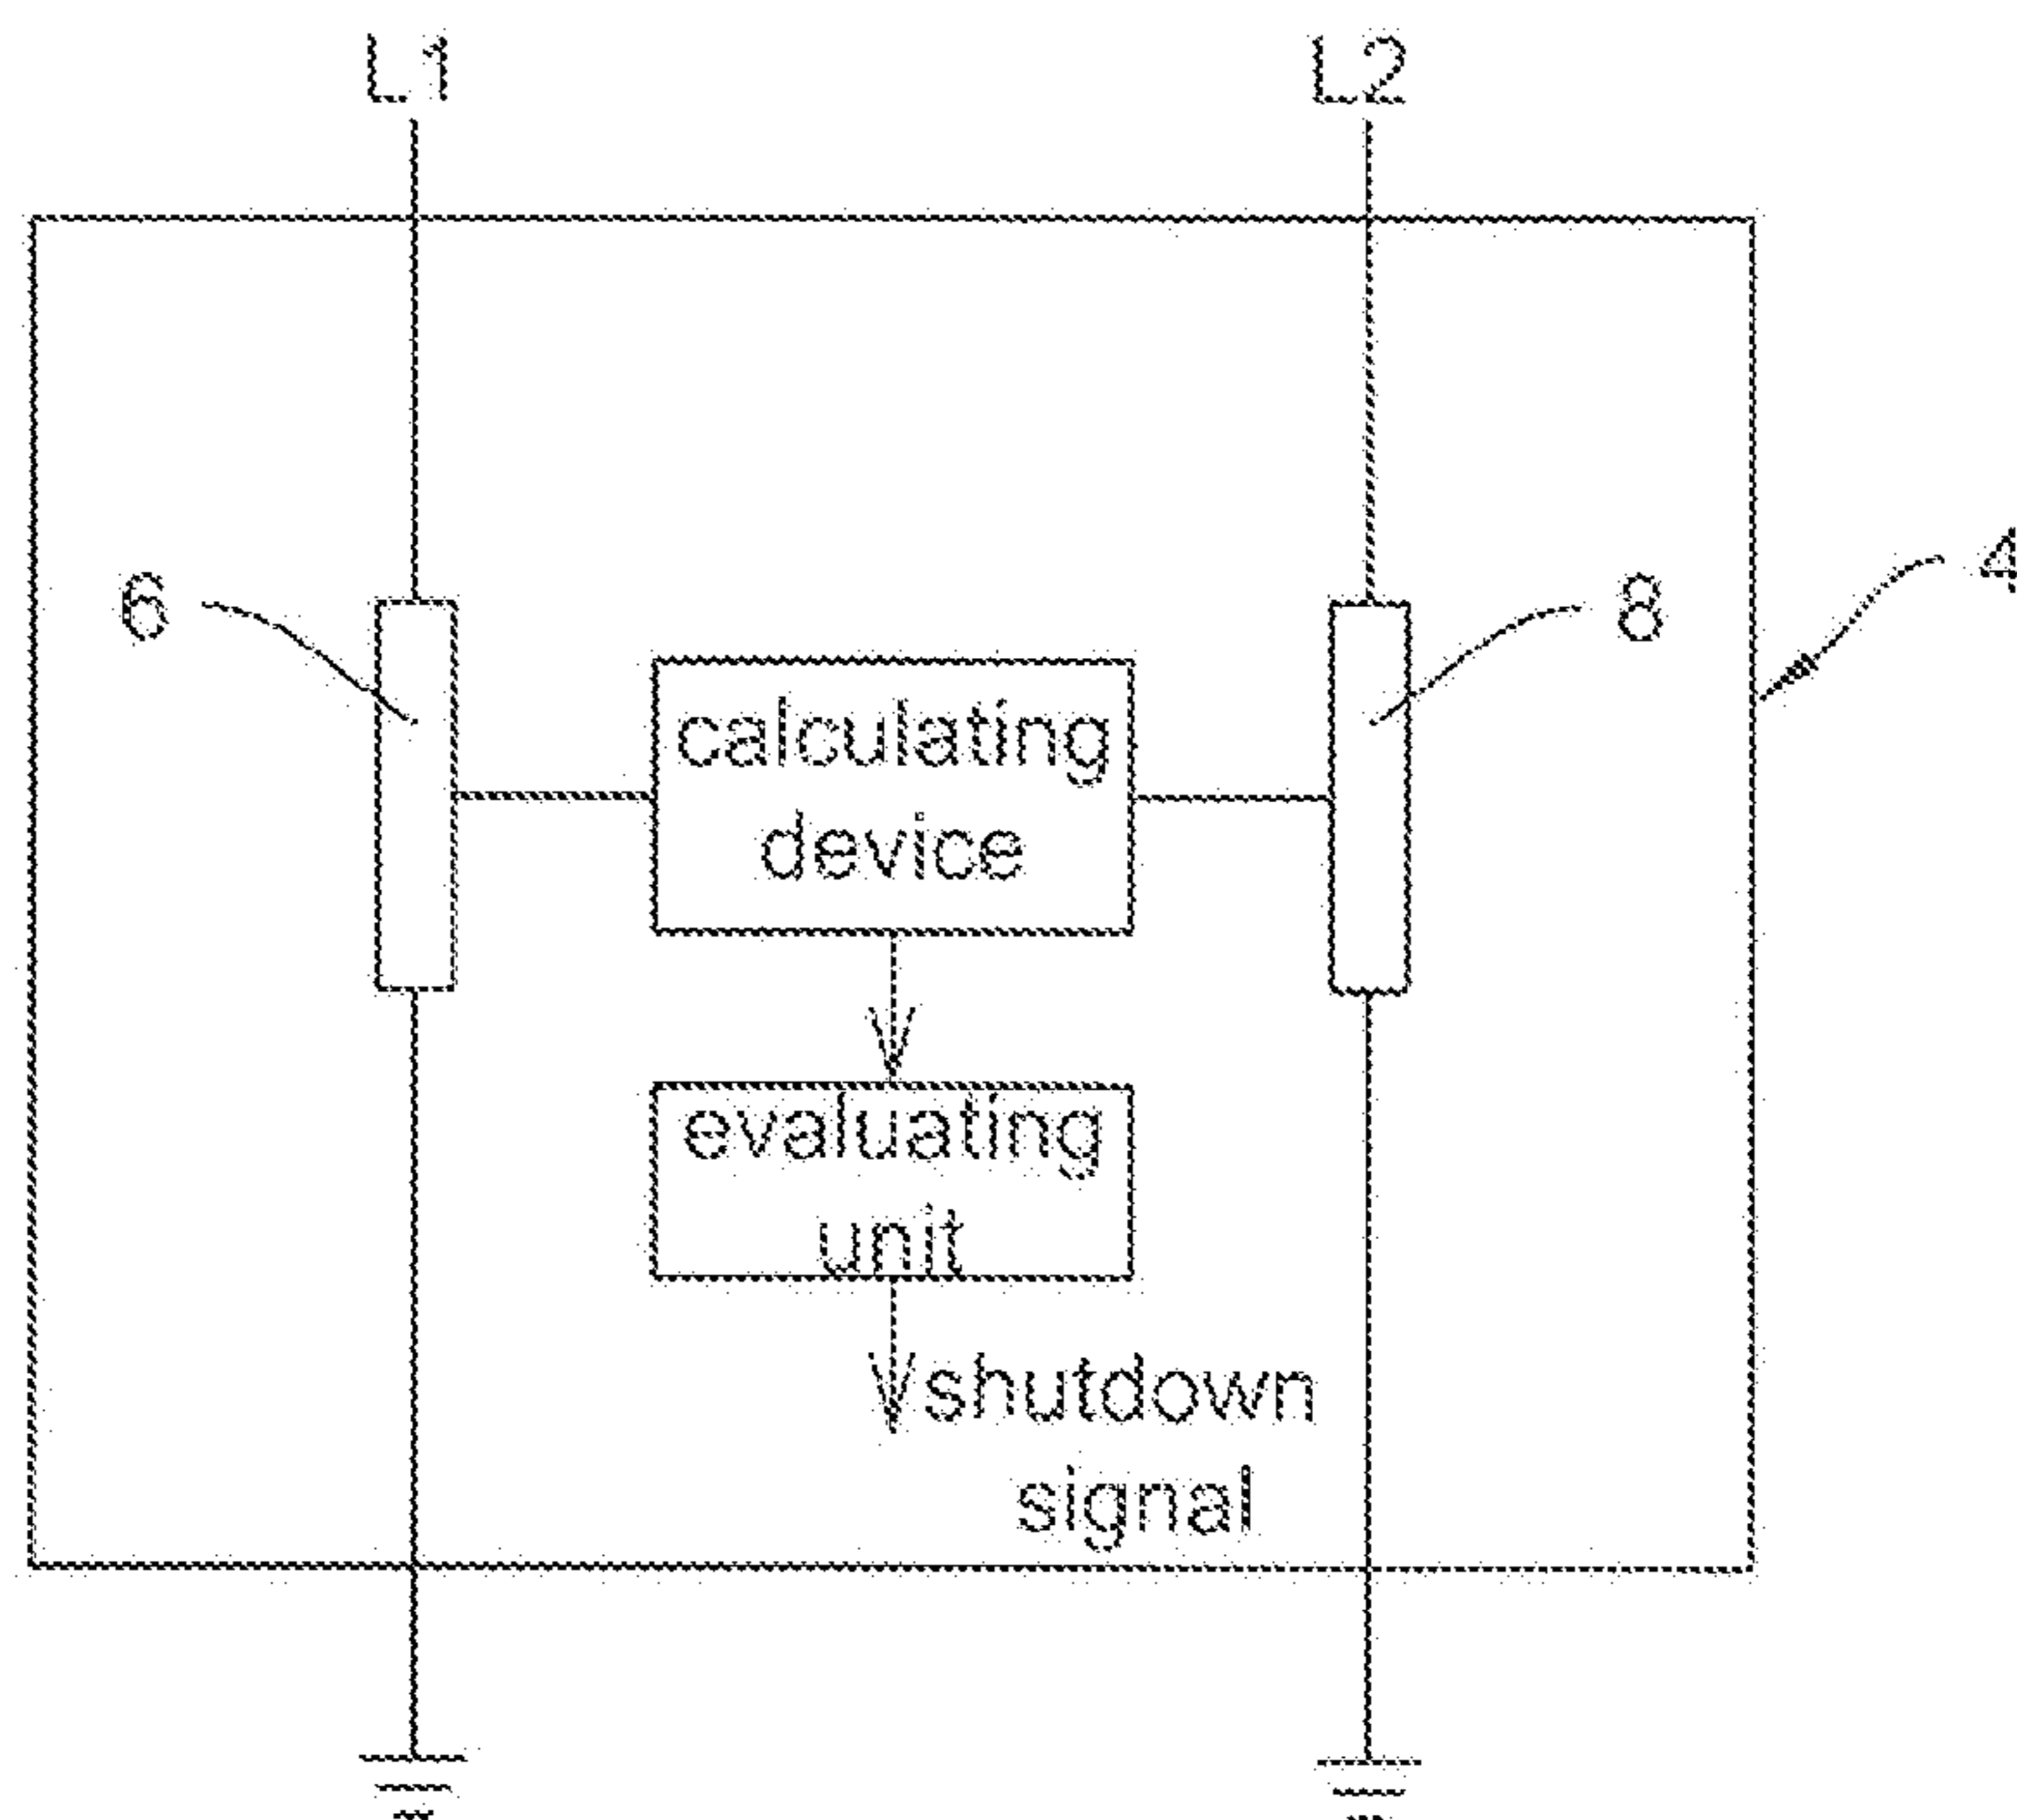 L1
L2
6
8
4
calculating
device
evaluating
unit
shutdown
signal